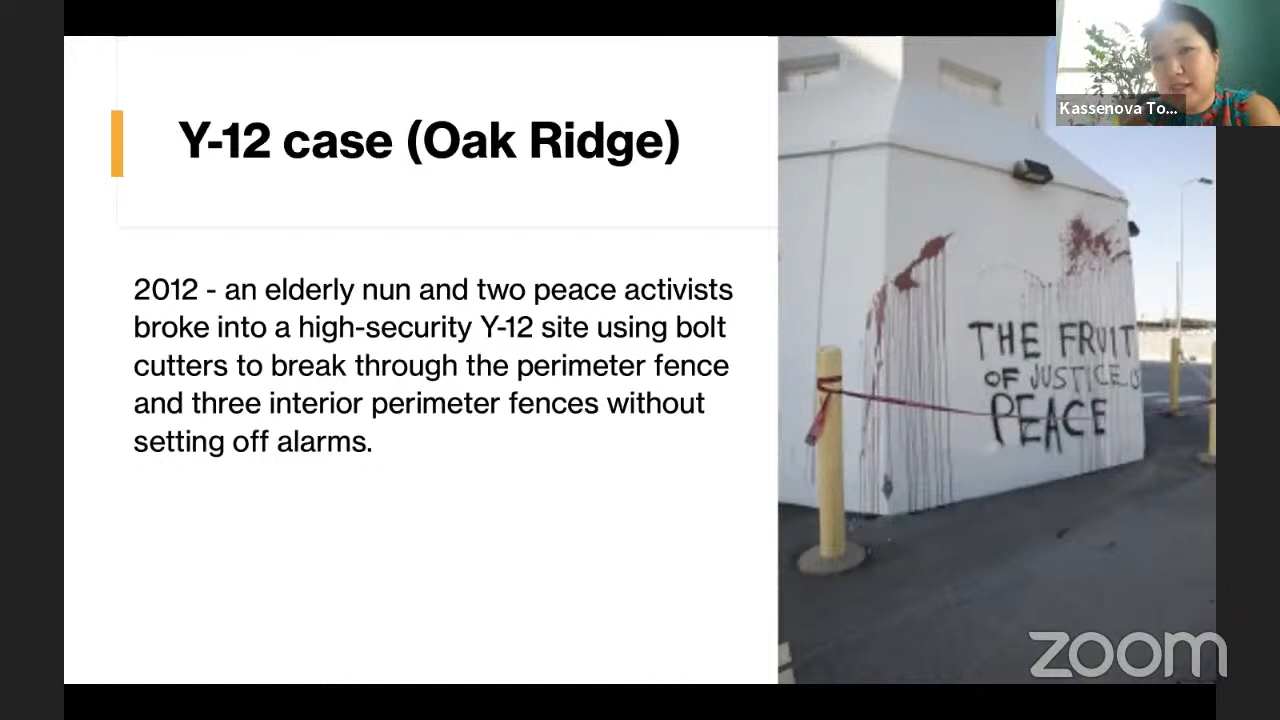 Y-12 case (Oak Ridge)
2012 - an elderly nun and two peace activists
broke into a high-security Y-12 site using bolt
cutters to break through the perimeter fence
and three interior perimeter fences without
setting off alarms.
Kassenova To...
THE FRUIT
OF JUSTICE
PEACE
zoom